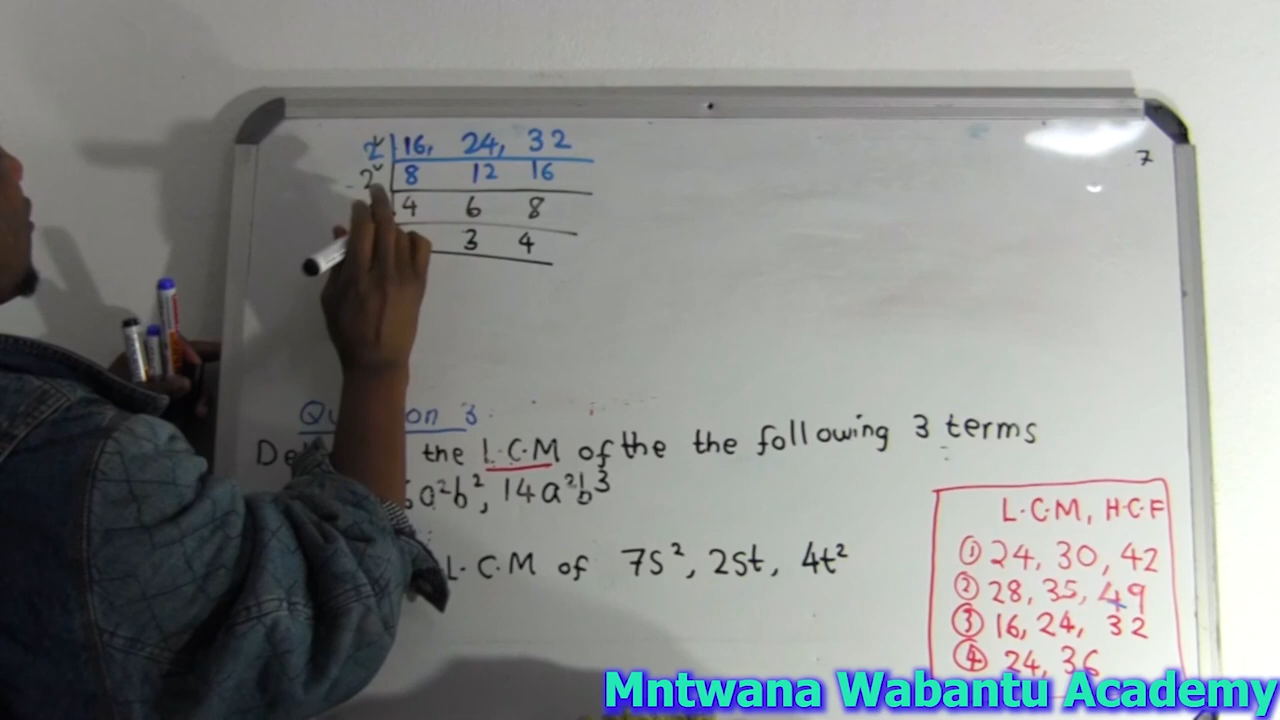 2 16, 24, 32
2 8 12 16
4 6 8
3 4
7
3.
the L.C.M of the the following 3 terms
a²b², 14a²b³
L.C.M of 7s², 2st, 4t²
L.C.M, H.C.F
① 24, 30, 42
② 28, 35, 49
③ 16, 24, 32
④ 24, 36
Mntwana Wabantu Academy